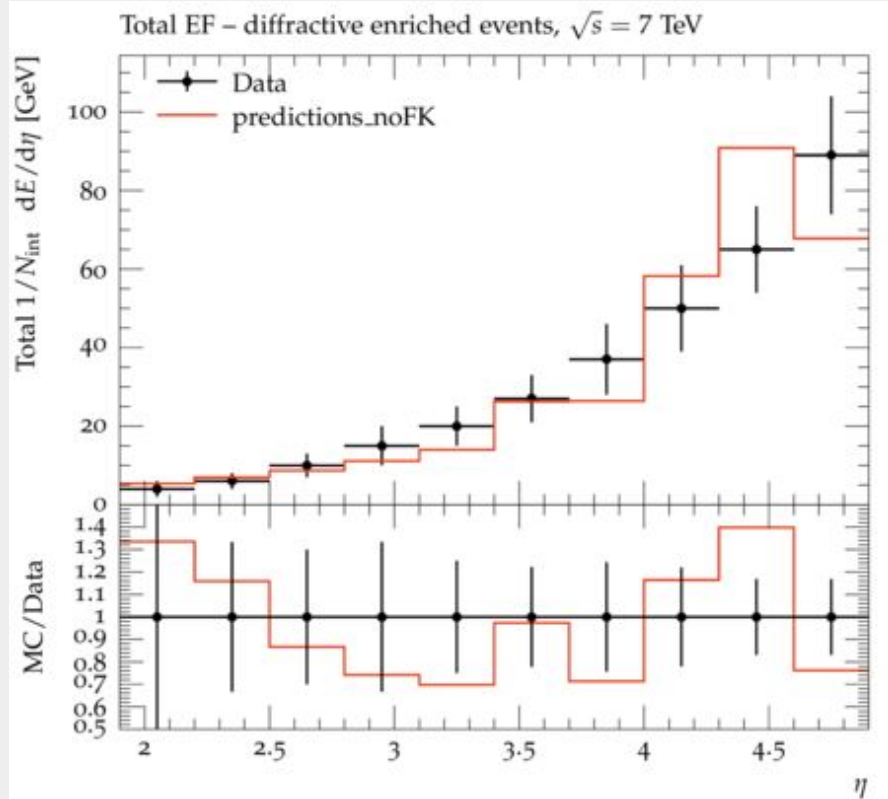 Total EF – diffractive enriched events, √s = 7 TeV
Total 1/N_int dE/dη [GeV]
Data
predictions_noFK
100
80
60
40
20
0
MC/Data
1.4
1.3
1.2
1.1
1
0.9
0.8
0.7
0.6
0.5
2 2.5 3 3.5 4 4.5
η